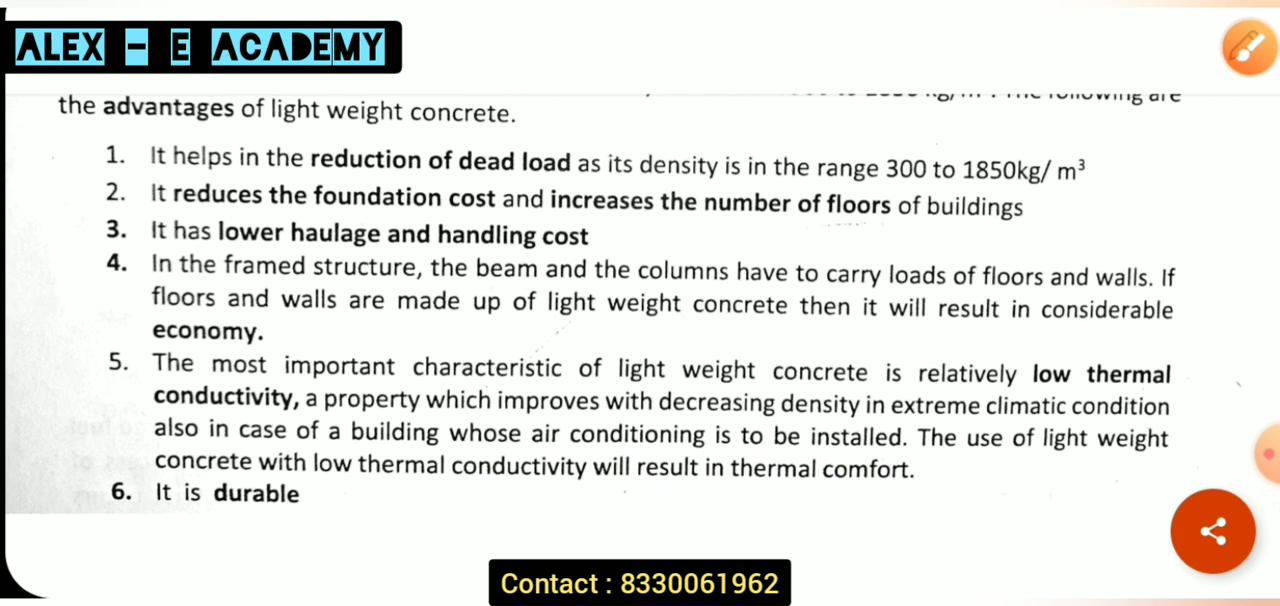 ALEX - E ACADEMY
the advantages of light weight concrete.
1. It helps in the reduction of dead load as its density is in the range 300 to 1850kg/ m³
2. It reduces the foundation cost and increases the number of floors of buildings
3. It has lower haulage and handling cost
4. In the framed structure, the beam and the columns have to carry loads of floors and walls. If
floors and walls are made up of light weight concrete then it will result in considerable
economy.
5. The most important characteristic of light weight concrete is relatively low thermal
conductivity, a property which improves with decreasing density in extreme climatic condition
also in case of a building whose air conditioning is to be installed. The use of light weight
concrete with low thermal conductivity will result in thermal comfort.
6. It is durable
Contact : 8330061962